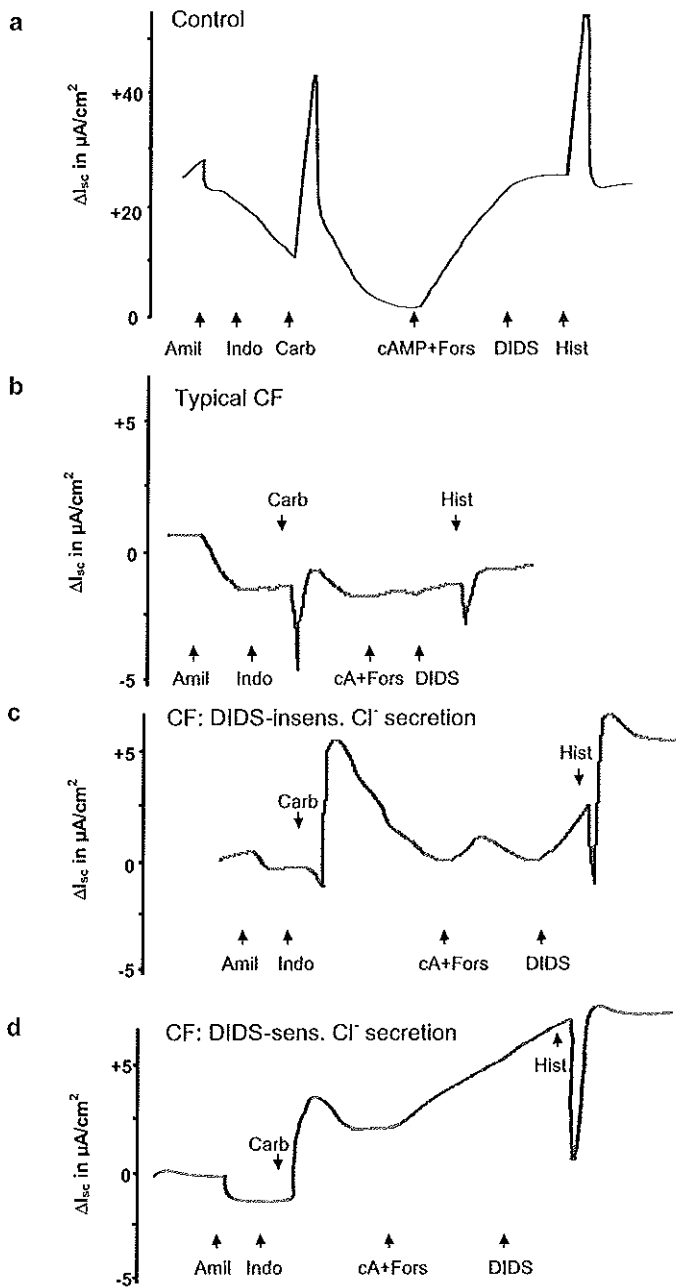 a
Control
ΔIsc in µA/cm²
+40
+20
0
Amil Indo Carb cAMP+Fors DIDS Hist
b
Typical CF
ΔIsc in µA/cm²
+5
0
-5
Carb Hist
Amil Indo cA+Fors DIDS
c
CF: DIDS-insens. Cl⁻ secretion
ΔIsc in µA/cm²
+5
0
-5
Hist
Carb
Amil Indo cA+Fors DIDS
d
CF: DIDS-sens. Cl⁻ secretion
ΔIsc in µA/cm²
+5
0
-5
Hist
Carb
Amil Indo cA+Fors DIDS